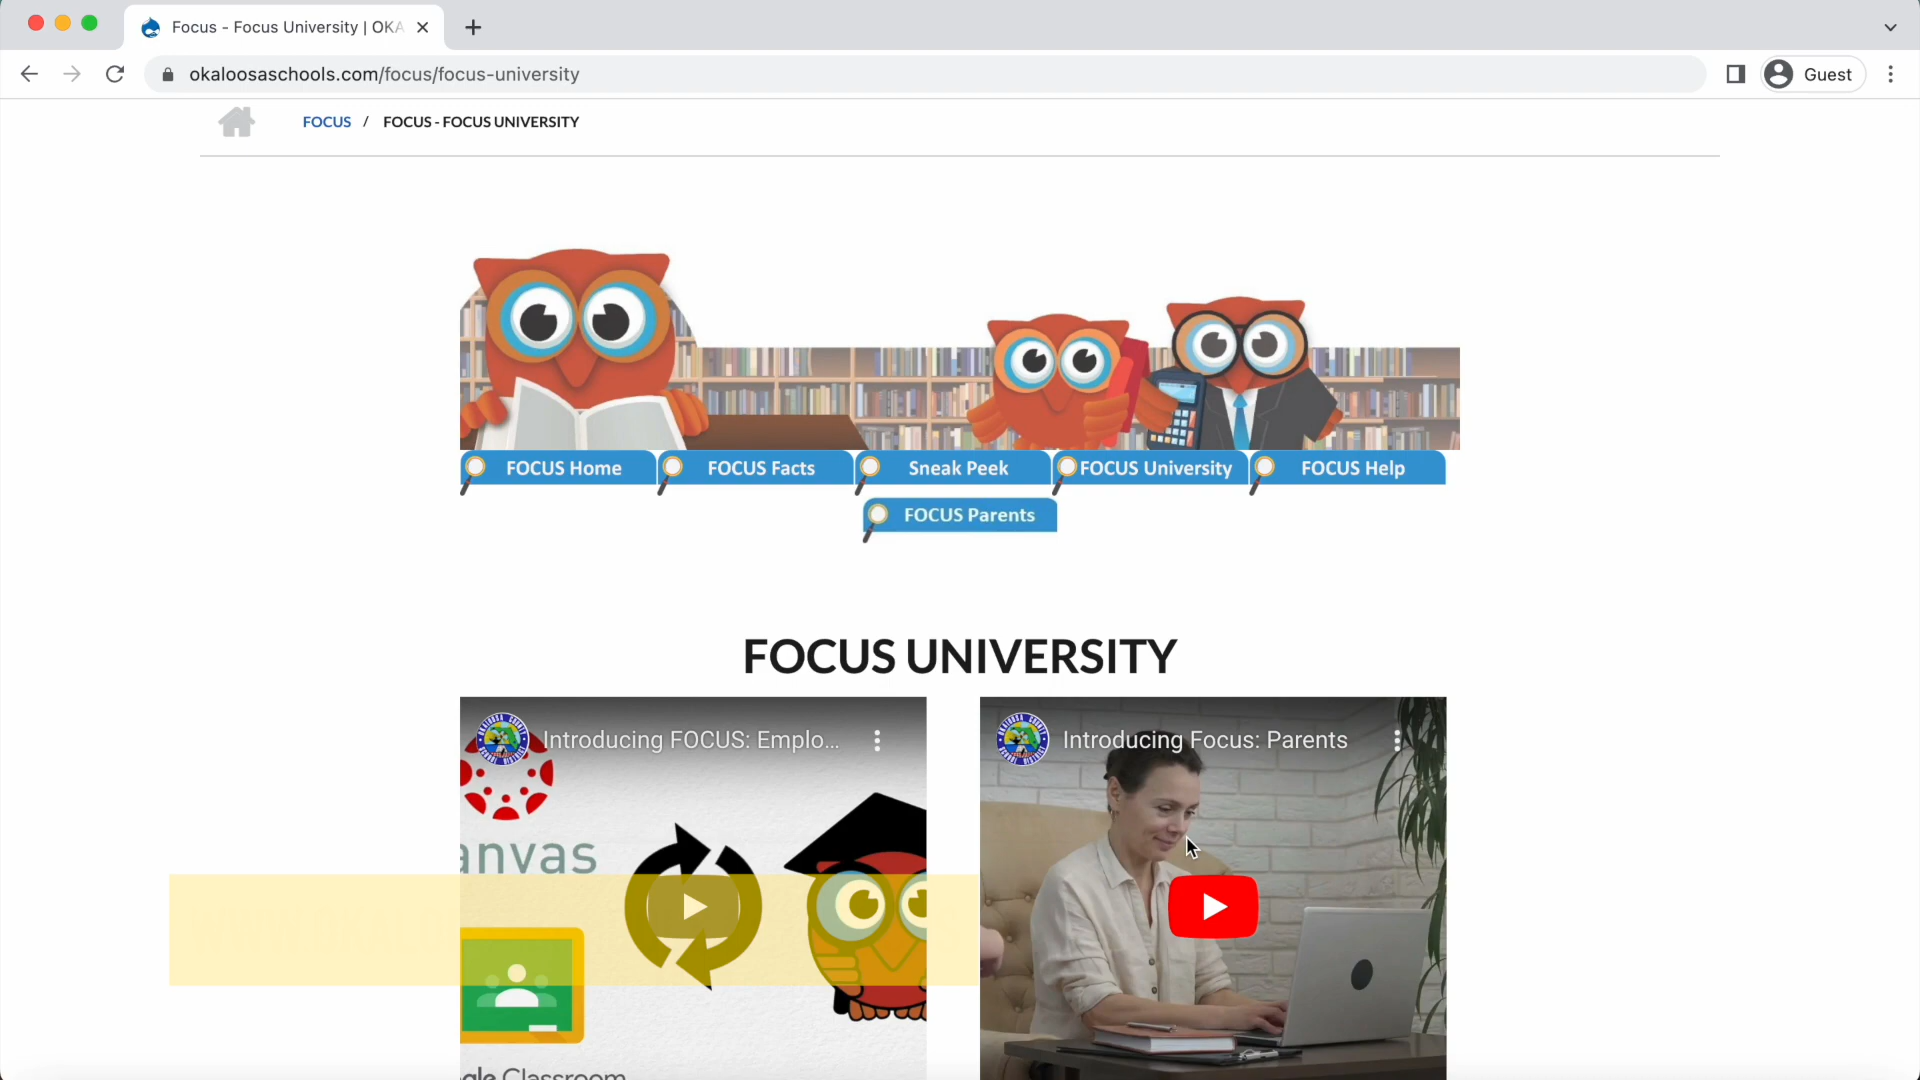 Focus - Focus University | OKA
okaloosaschools.com/focus/focus-university
Guest
FOCUS / FOCUS - FOCUS UNIVERSITY
FOCUS Home
FOCUS Facts
Sneak Peek
FOCUS University
FOCUS Help
FOCUS Parents
FOCUS UNIVERSITY
Introducing FOCUS: Emplo...
Introducing Focus: Parents
anvas
gle Classroom